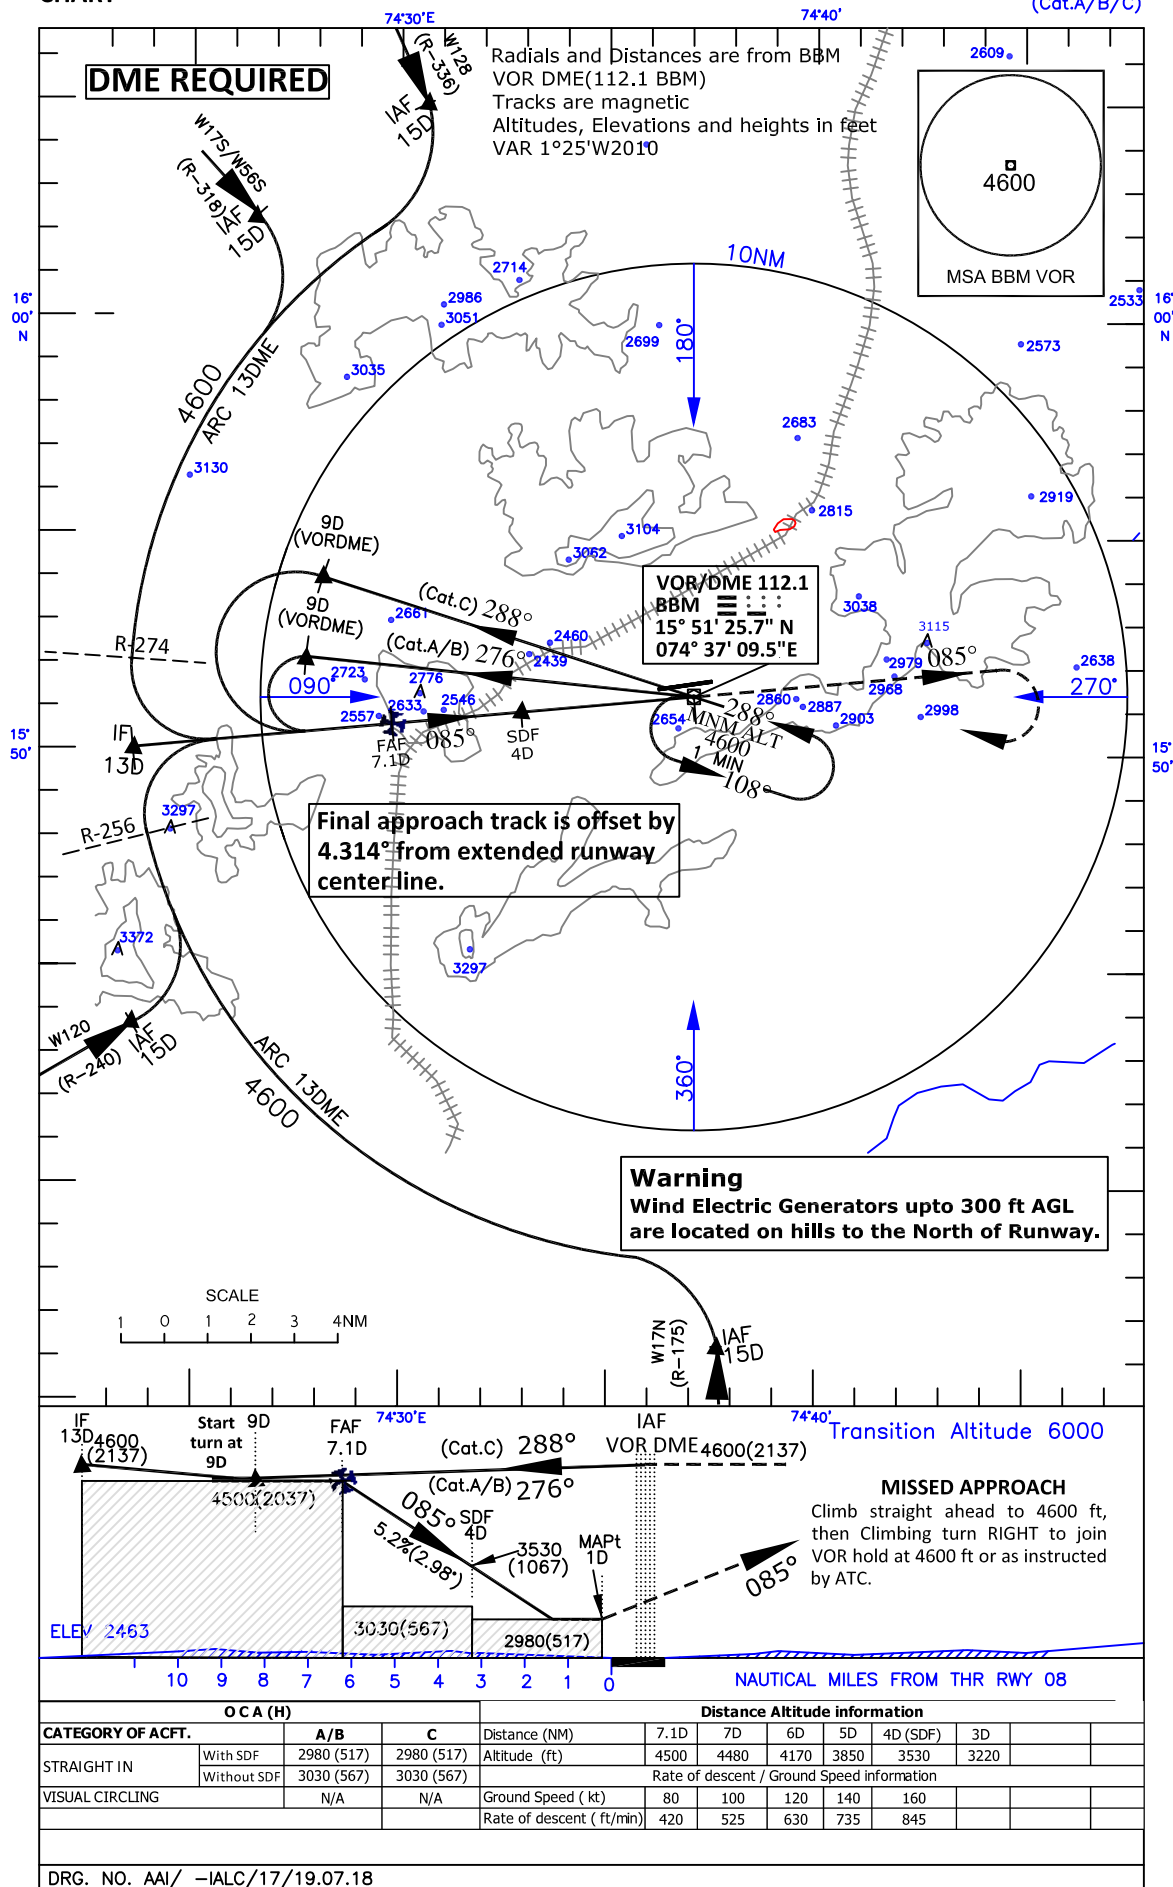 CHART
(Cat.A/B/C)
74°30'E
74°40'
DME REQUIRED
Radials and Distances are from BBM
VOR DME(112.1 BBM)
Tracks are magnetic
Altitudes, Elevations and heights in feet
VAR 1°25'W2010
W128
(R-336)
IAF
15D
W17S/W56S
(R-318)
IAF
15D
2609
4600
MSA BBM VOR
2533
16°
00'
N
16°
00'
N
10NM
180°
2714
2986
3051
2699
2573
3035
4600
ARC 13DME
2683
3130
2919
2815
3104
3062
9D
(VORDME)
9D
(VORDME)
(Cat.C) 288°
(Cat.A/B) 276°
VOR/DME 112.1
BBM
15° 51' 25.7" N
074° 37' 09.5"E
3038
3115
2661
2460
2439
R-274
2723
2776
2979
085°
2638
2968
090°
270°
2557
2633
2546
2860
2887
2903
2998
2654
IF
13D
FAF
7.1D
085°
SDF
4D
288°
MNM ALT
4600
1 MIN
108°
15°
50'
15°
50'
3297
R-256
Final approach track is offset by
4.314° from extended runway
center line.
3372
3297
W120
(R-240)
IAF
15D
ARC 13DME
4600
360°
Warning
Wind Electric Generators upto 300 ft AGL
are located on hills to the North of Runway.
SCALE
1 0 1 2 3 4NM
W17N
(R-175)
IAF
15D
74°30'E
74°40'
IF
13D
4600
(2137)
Start
turn at
9D
9D
FAF
7.1D
(Cat.C) 288°
(Cat.A/B) 276°
IAF
VOR DME
4600(2137)
Transition Altitude 6000
4500(2037)
085°
5.2%(2.98°)
SDF
4D
3530
(1067)
MAPt
1D
085°
MISSED APPROACH
Climb straight ahead to 4600 ft,
then Climbing turn RIGHT to join
VOR hold at 4600 ft or as instructed
by ATC.
ELEV 2463
3030(567)
2980(517)
10 9 8 7 6 5 4 3 2 1 0
NAUTICAL MILES FROM THR RWY 08
O C A (H) Distance Altitude information
CATEGORY OF ACFT. A/B C Distance (NM) 7.1D 7D 6D 5D 4D (SDF) 3D
STRAIGHT IN With SDF 2980 (517) 2980 (517) Altitude (ft) 4500 4480 4170 3850 3530 3220
Without SDF 3030 (567) 3030 (567) Rate of descent / Ground Speed information
VISUAL CIRCLING N/A N/A Ground Speed ( kt) 80 100 120 140 160
Rate of descent ( ft/min) 420 525 630 735 845
DRG. NO. AAI/ -IALC/17/19.07.18